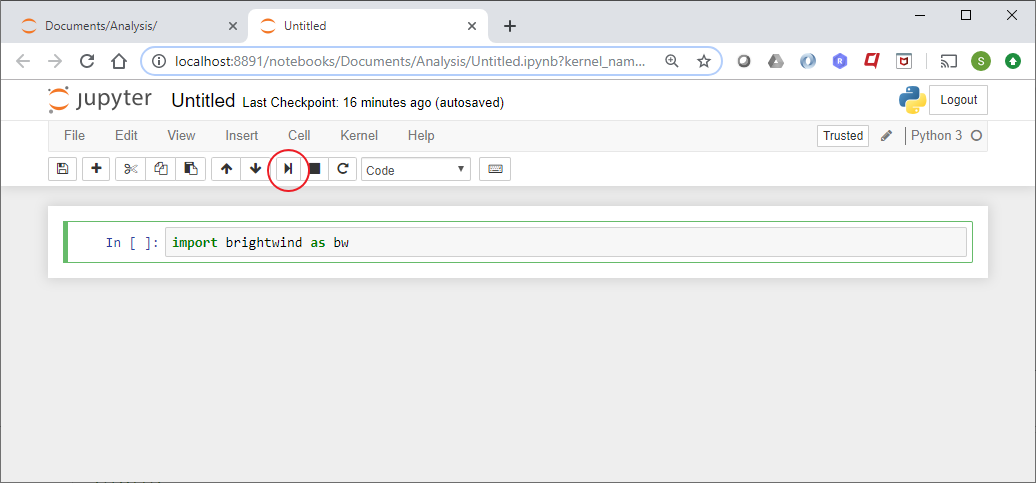 Documents/Analysis/ Untitled
localhost:8891/notebooks/Documents/Analysis/Untitled.ipynb?kernel_nam... S
jupyter Untitled Last Checkpoint: 16 minutes ago (autosaved) Logout
File Edit View Insert Cell Kernel Help Trusted Python 3
Code
In [ ]: import brightwind as bw